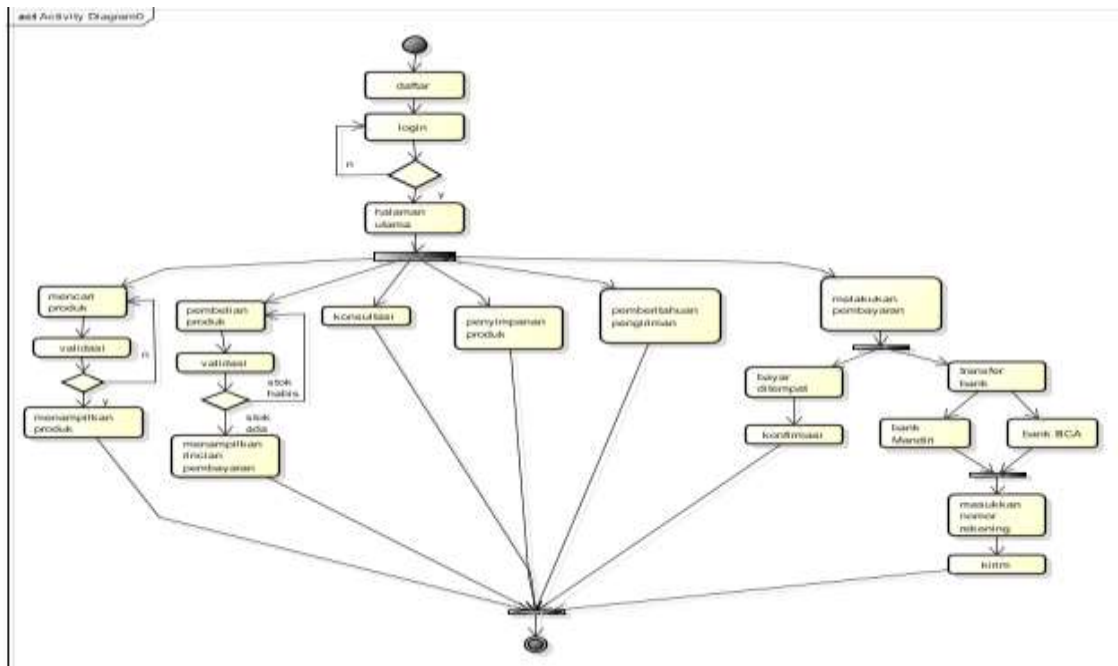 act Activity Diagram0
daftar
login
n
y
halaman
utama
mencari
produk
validasi
n
y
menampilkan
produk
pembelian
produk
validasi
stok
habis
stok
ada
menampilkan
rincian
pembayaran
konsultasi
penyimpanan
produk
pemberitahuan
pengiriman
melakukan
pembayaran
bayar
ditempat
konfirmasi
transfer
bank
bank
Mandiri
bank BCA
masukkan
nomor
rekening
kirim